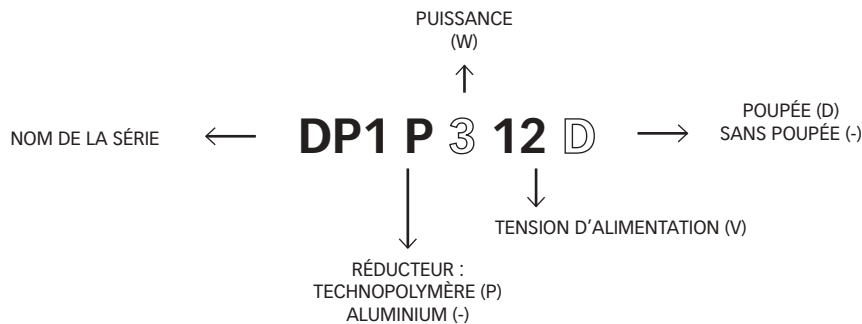 PUISSANCE
(W)
NOM DE LA SÉRIE
DP1 P 3 12 D
POUPÉE (D)
SANS POUPÉE (-)
TENSION D'ALIMENTATION (V)
RÉDUCTEUR :
TECHNOPOLYMÈRE (P)
ALUMINIUM (-)